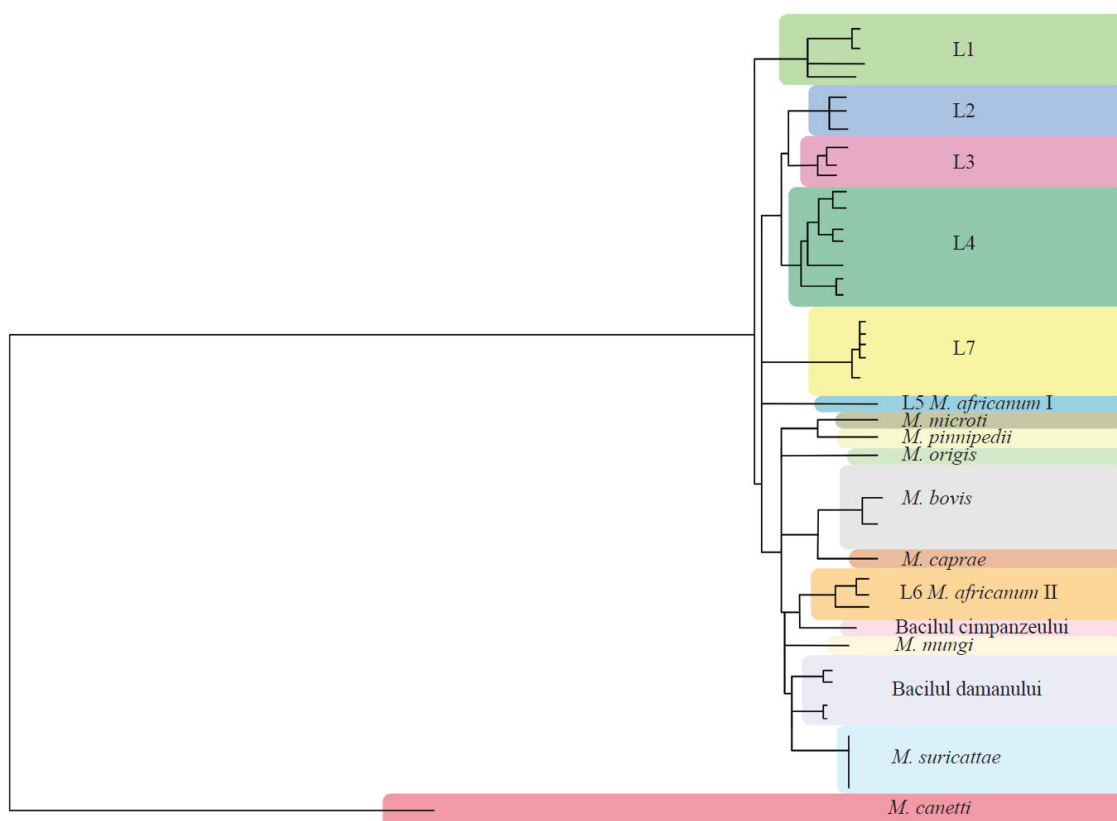 L1
L2
L3
L4
L7
L5 M. africanum I
M. microti
M. pinnipedii
M. origis
M. bovis
M. caprae
L6 M. africanum II
Bacilul cimpanzeului
M. mungi
Bacilul damanului
M. suricattae
M. canetti